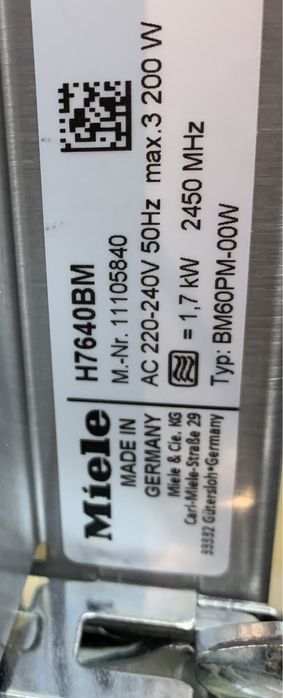 Miele
MADE IN
GERMANY
Miele & Cie. KG
Carl-Miele-Straße 29
33332 Gütersloh•Germany
H7640BM
M.-Nr. 11105840
AC 220-240V 50Hz max.3 200 W
= 1,7 kW 2450 MHz
Typ: BM60PM-00W